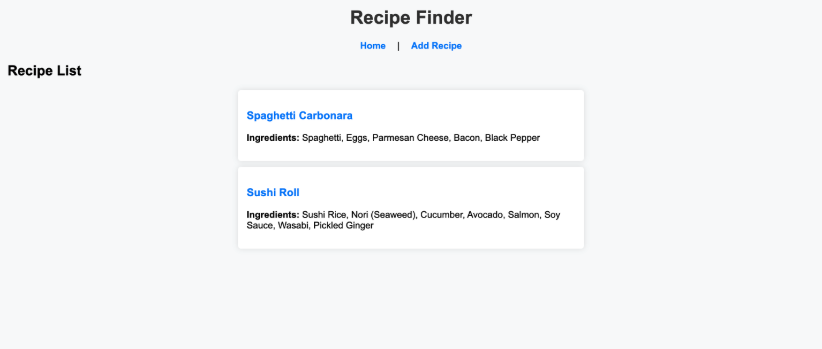 Recipe Finder
Home | Add Recipe
Recipe List
Spaghetti Carbonara
Ingredients: Spaghetti, Eggs, Parmesan Cheese, Bacon, Black Pepper
Sushi Roll
Ingredients: Sushi Rice, Nori (Seaweed), Cucumber, Avocado, Salmon, Soy
Sauce, Wasabi, Pickled Ginger